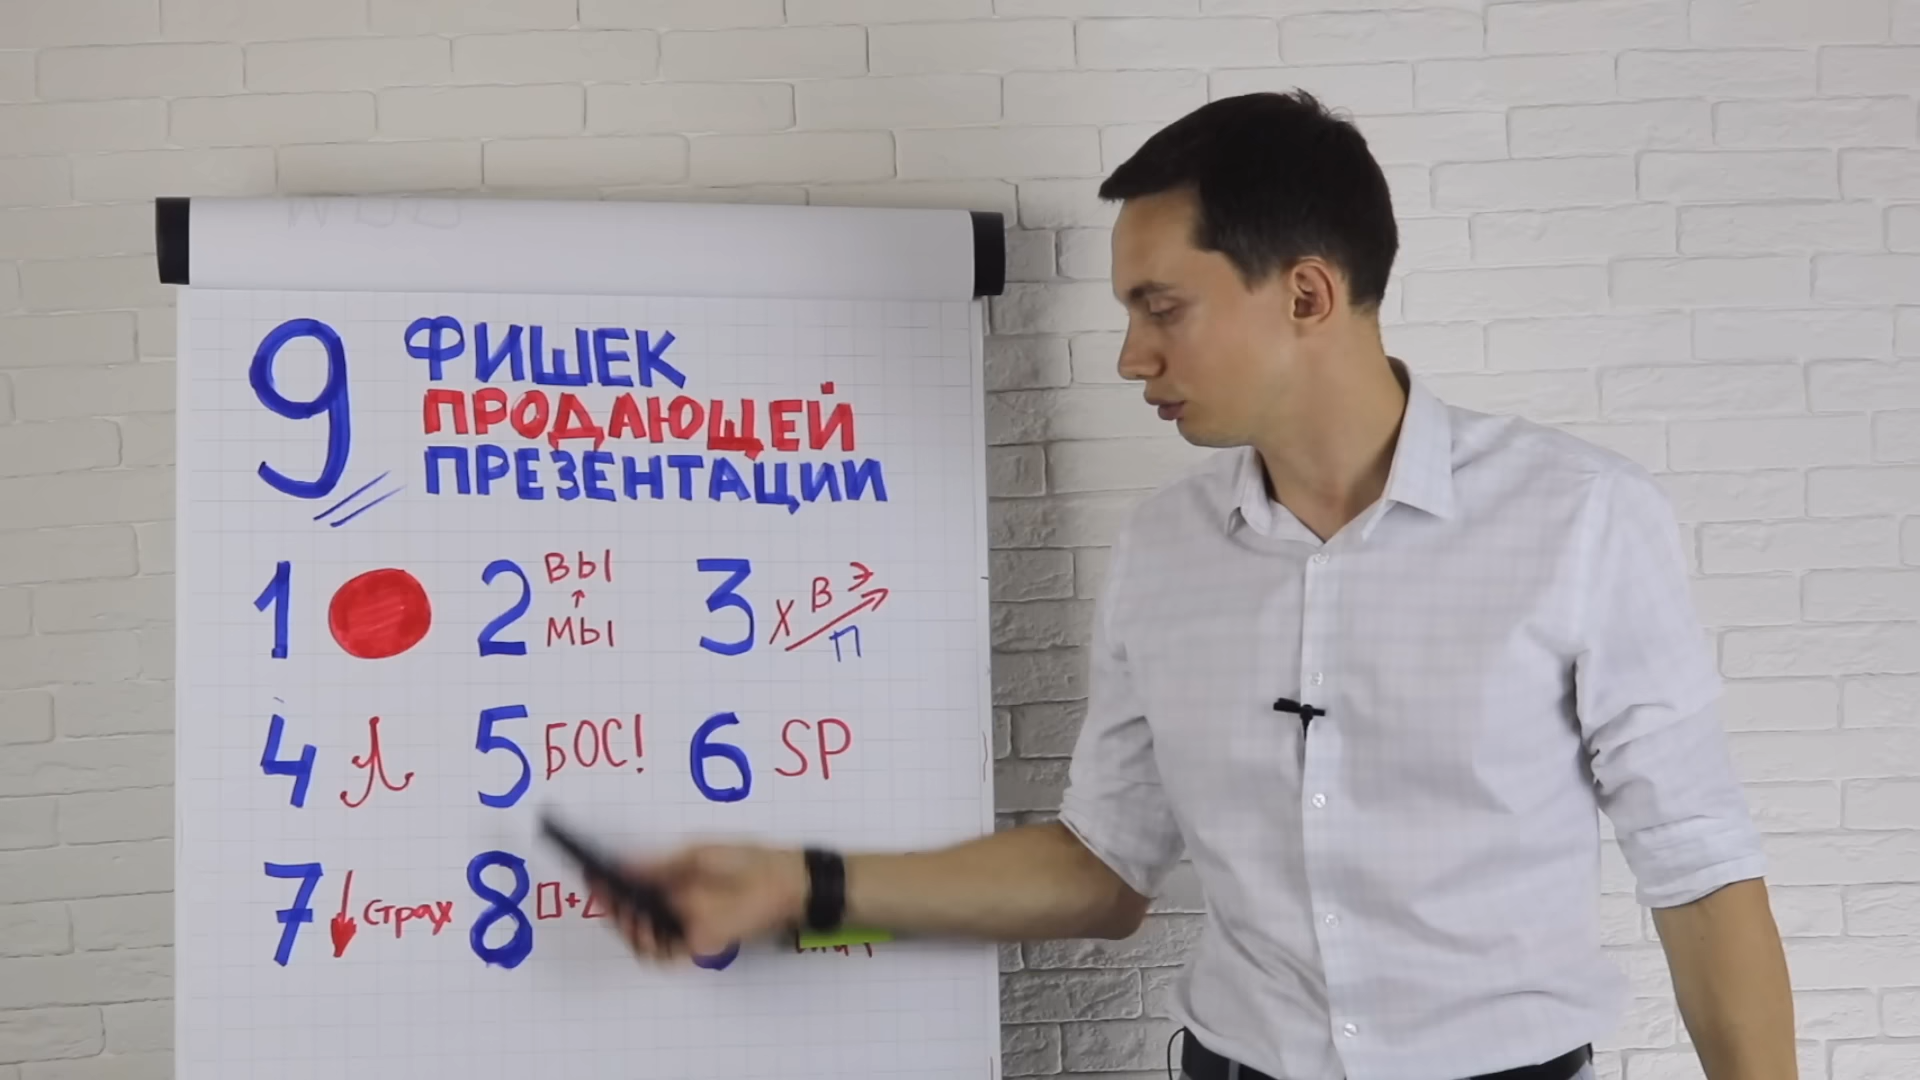 9 ФИШЕК
ПРОДАЮЩЕЙ
ПРЕЗЕНТАЦИИ
1
2 ВЫ
МЫ
3 Х В Э
П
4
5 БОС!
6 SP
7 страх
8